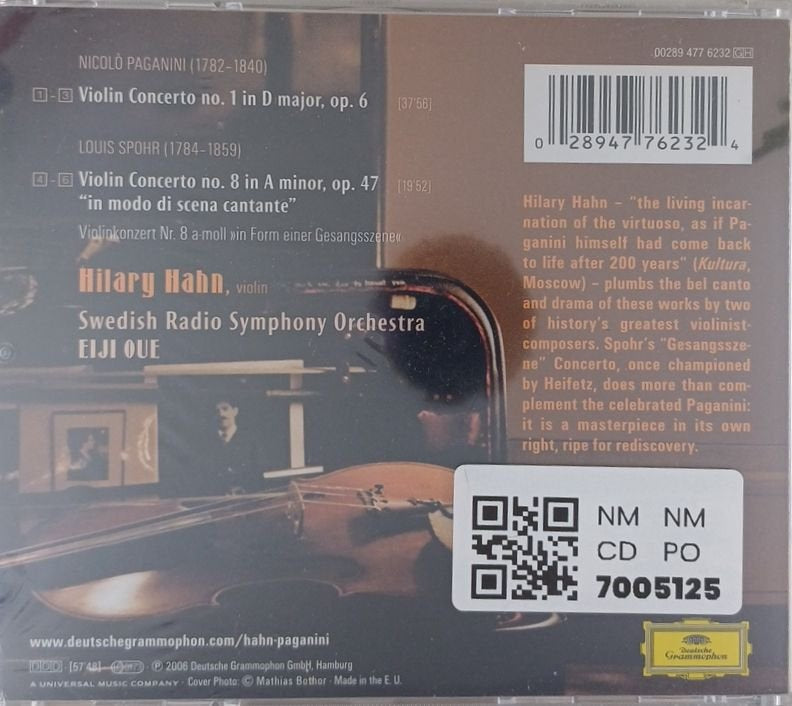 00289 477 6232 GH
NICOLÒ PAGANINI (1782–1840)
1 - 3 Violin Concerto no. 1 in D major, op. 6 [37'56]
LOUIS SPOHR (1784–1859)
4 - 6 Violin Concerto no. 8 in A minor, op. 47 [19'52]
“in modo di scena cantante”
Violinkonzert Nr. 8 a-moll »in Form einer Gesangsszene«
Hilary Hahn, violin
Swedish Radio Symphony Orchestra
EIJI OUE
0 28947 76232 4
Hilary Hahn – “the living incar-
nation of the virtuoso, as if Pa-
ganini himself had come back
to life after 200 years” (Kultura,
Moscow) – plumbs the bel canto
and drama of these works by two
of history's greatest violinist-
composers. Spohr's “Gesangssze-
ne” Concerto, once championed
by Heifetz, does more than com-
plement the celebrated Paganini:
it is a masterpiece in its own
right, ripe for rediscovery.
NM NM
CD PO
7005125
www.deutschegrammophon.com/hahn-paganini
DDD · [57'48] · ℗ 2006 Deutsche Grammophon GmbH, Hamburg
A UNIVERSAL MUSIC COMPANY · Cover Photo: © Mathias Bothor · Made in the E. U.
Deutsche
Grammophon